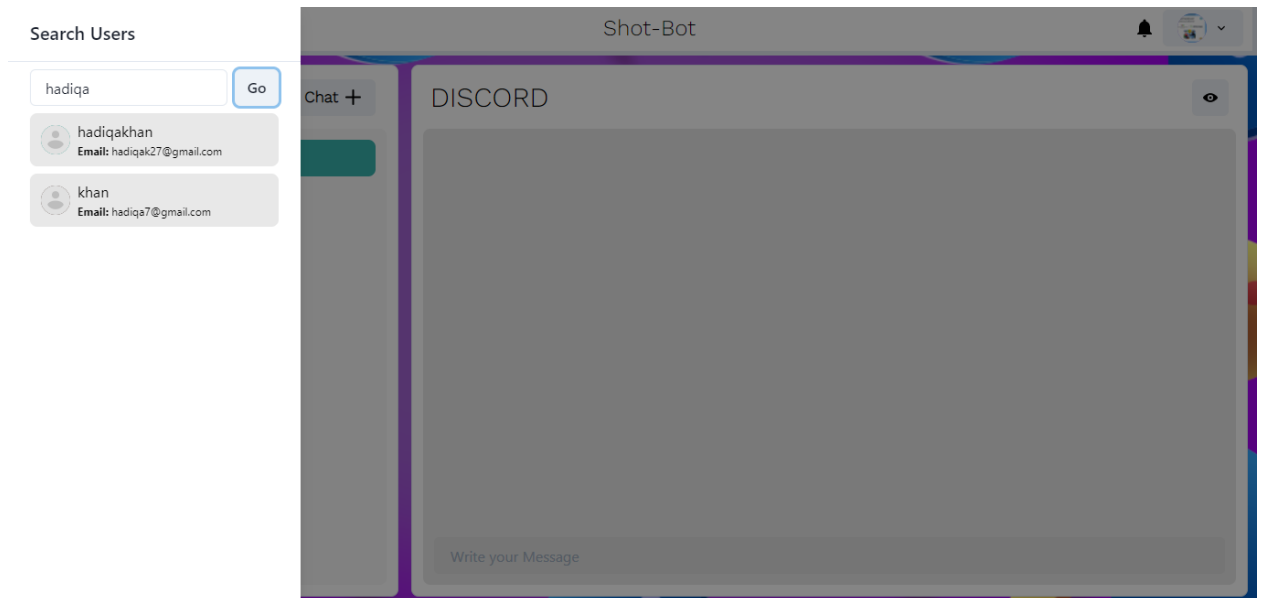 Search Users
Shot-Bot
hadiqa
Go
hadiqakhan
Email: hadiqak27@gmail.com
khan
Email: hadiqa7@gmail.com
Chat +
DISCORD
Write your Message